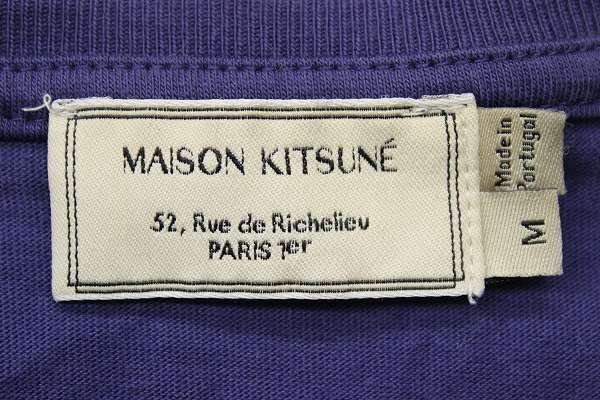 MAISON KITSUNÉ
52, Rue de Richelieu
PARIS 1er
Made in
Portugal
M